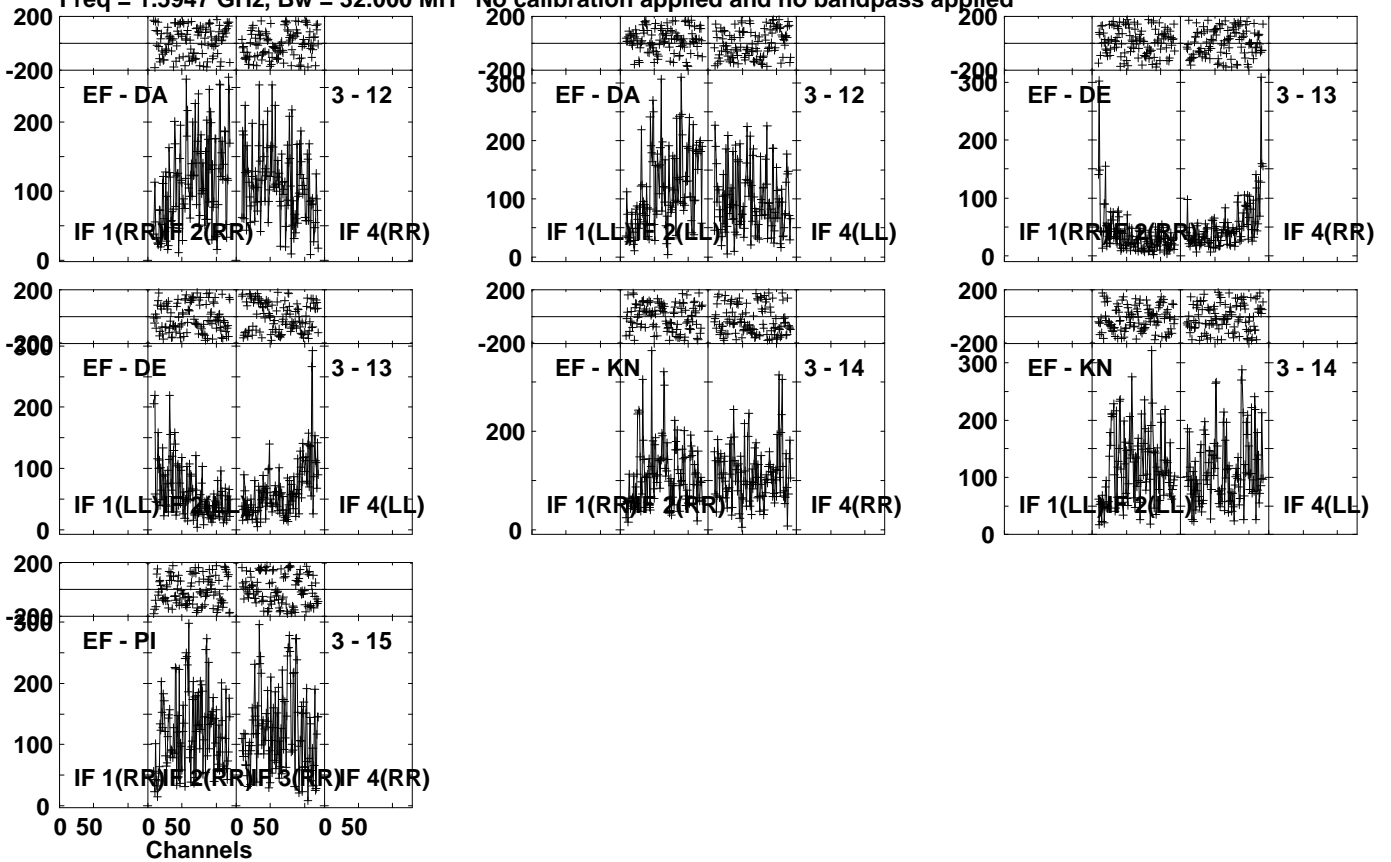 Freq = 1.5947 GHz, Bw = 32.000 MH No calibration applied and no bandpass applied
200
-200
EF - DA 3 - 12
200
100
0
IF 1(RR) IF 2(RR) IF 4(RR)
200
-200
300
EF - DA 3 - 12
200
100
0
IF 1(LL) IF 2(LL) IF 4(LL)
200
-200
300
EF - DE 3 - 13
200
100
0
IF 1(RR) IF 2(RR) IF 4(RR)
200
-200
300
EF - DE 3 - 13
200
100
0
IF 1(LL) IF 2(LL) IF 4(LL)
200
-200
EF - KN 3 - 14
200
0
IF 1(RR) IF 2(RR) IF 4(RR)
200
-200
300
EF - KN 3 - 14
200
100
0
IF 1(LL) IF 2(LL) IF 4(LL)
200
-200
300
EF - PI 3 - 15
200
100
0
IF 1(RR) IF 2(RR) IF 3(RR) IF 4(RR)
0 50 0 50 0 50 0 50
Channels